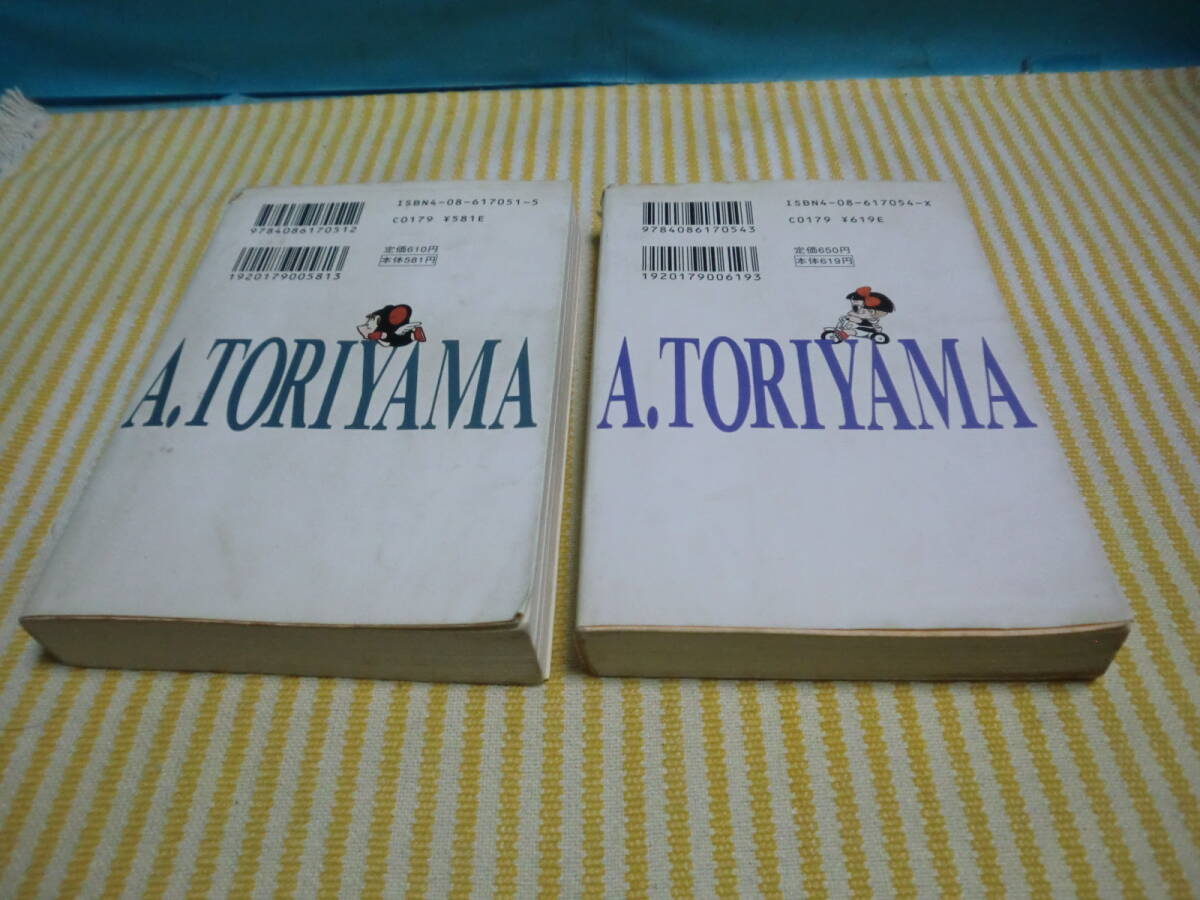 ISBN4-08-617051-5
C0179 ¥581E
9784086170512
定価610円
本体581円
1920179005813
A.TORIYAMA
ISBN4-08-617054-X
C0179 ¥619E
9784086170543
定価650円
本体619円
1920179006193
A.TORIYAMA